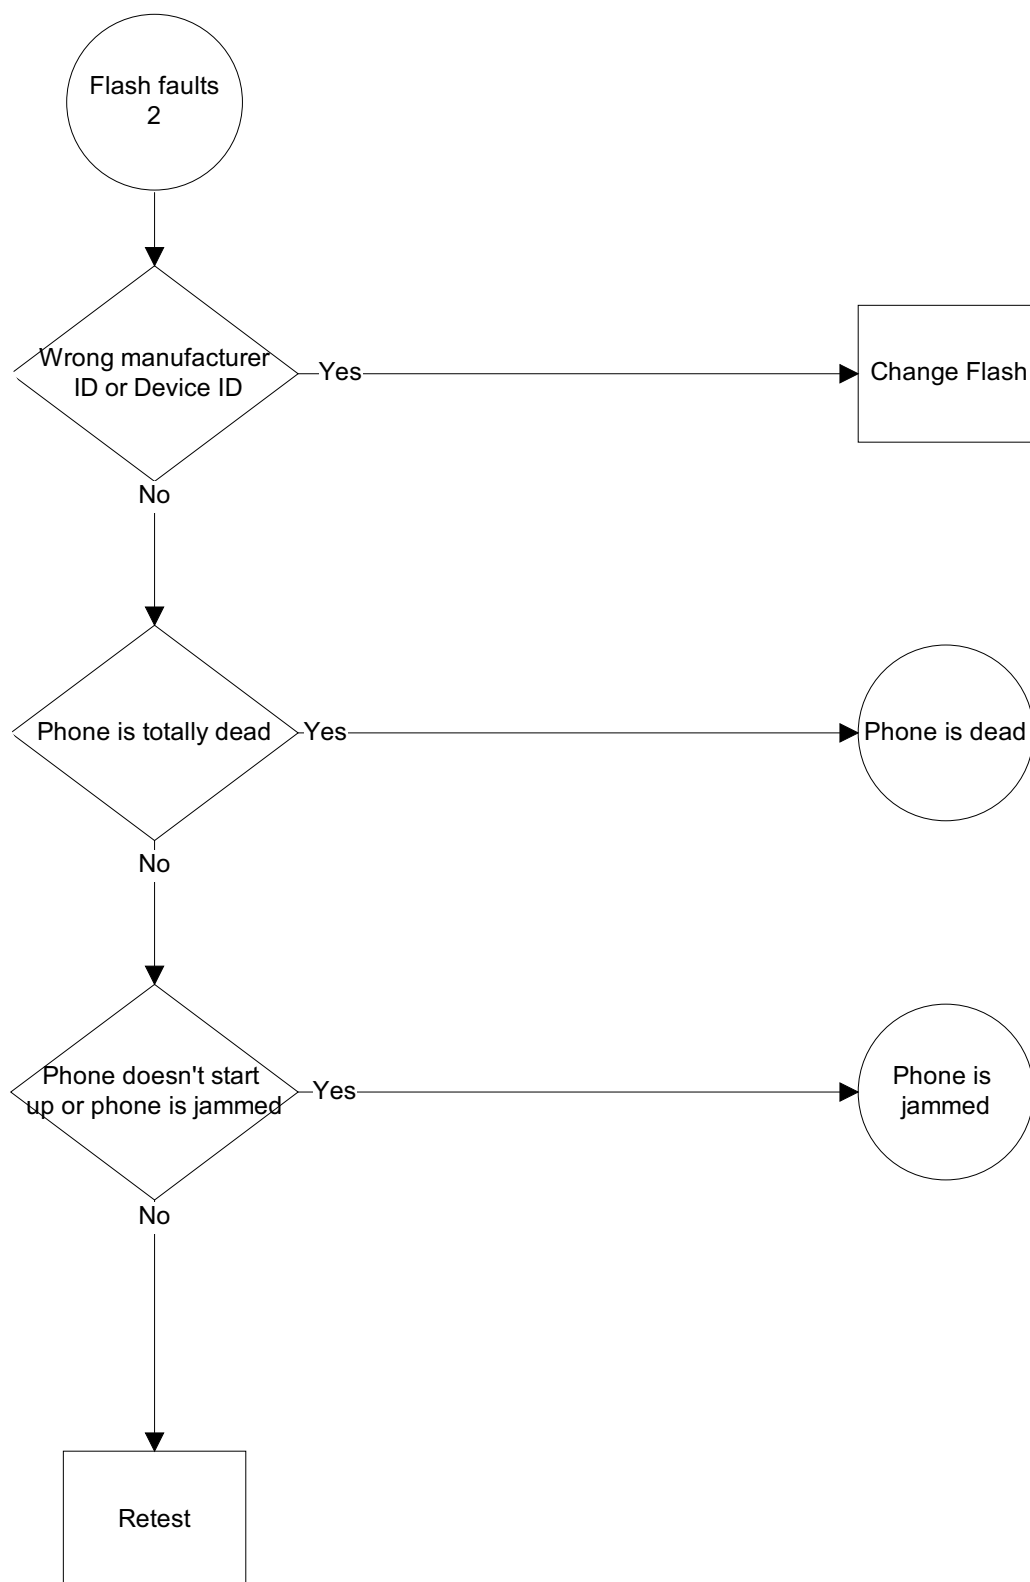 Flash faults
2
Wrong manufacturer
ID or Device ID
Yes
Change Flash
No
Phone is totally dead
Yes
Phone is dead
No
Phone doesn't start
up or phone is jammed
Yes
Phone is
jammed
No
Retest